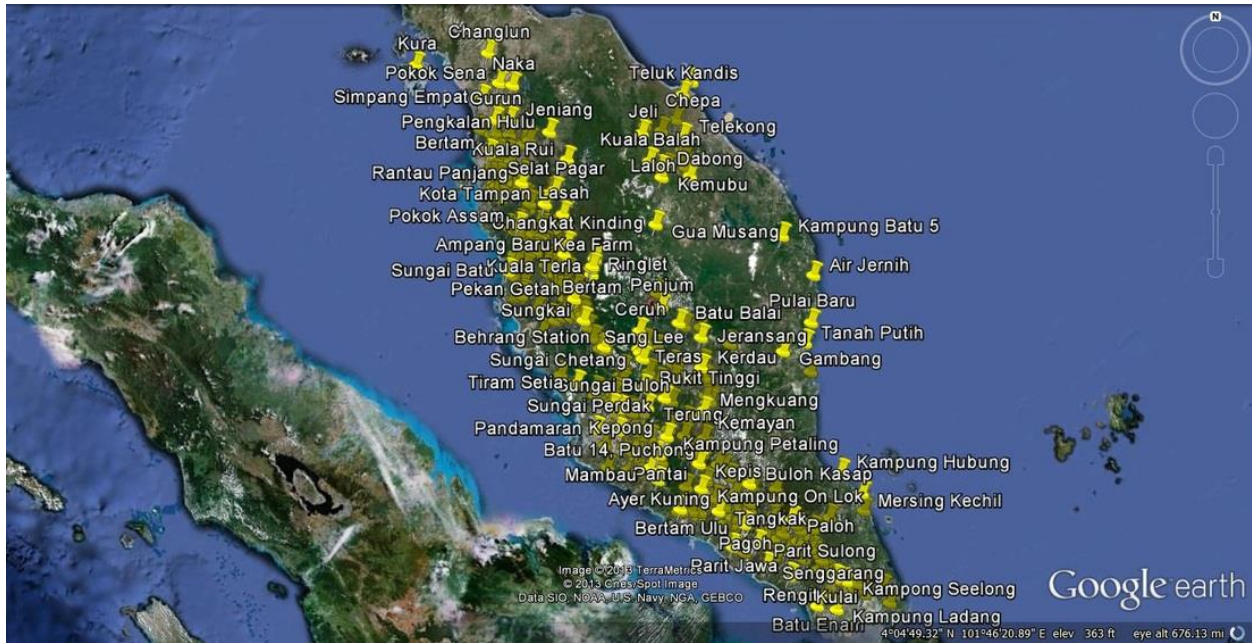 Changlun
Kura
Naka
Pokok Sena
Teluk Kandis
Simpang Empat
Gurun
Chepa
Jeniang
Jeli
Pengkalan Hulu
Telekong
Kuala Balah
Bertam
Kuala Rui
Dabong
Laloh
Selat Pagar
Rantau Panjang
Kemubu
Kota Tampan
Lasah
Pokok Assam
Changkat Kinding
Kampung Batu 5
Gua Musang
Ampang Baru
Kea Farm
Ringlet
Air Jernih
Sungai Batu
Kuala Terla
Pekan Getah
Bertam
Penjum
Pulai Baru
Sungkai
Ceruh
Batu Balai
Tanah Putih
Behrang Station
Sang Lee
Jeransang
Sungai Chetang
Teras
Kerdau
Gambang
Tiram Setia
Sungai Buloh
Bukit Tinggi
Sungai Perdak
Mengkuang
Terung
Pandamaran
Kepong
Kemayan
Kampung Petaling
Batu 14, Puchong
Kampung Hubung
Mambau
Pantai
Kepis
Buloh Kasap
Ayer Kuning
Kampung On Lok
Mersing Kechil
Bertam Ulu
Tangkak
Paloh
Pagoh
Parit Sulong
Parit Jawa
Senggarang
Rengit
Kulai
Kampong Seelong
Batu Enam
Kampung Ladang
N
Image © 2013 TerraMetrics
© 2013 Cnes/Spot Image
Data SIO, NOAA, U.S. Navy, NGA, GEBCO
Google earth
4°04'49.32" N 101°46'20.89" E elev 363 ft eye alt 676.13 mi